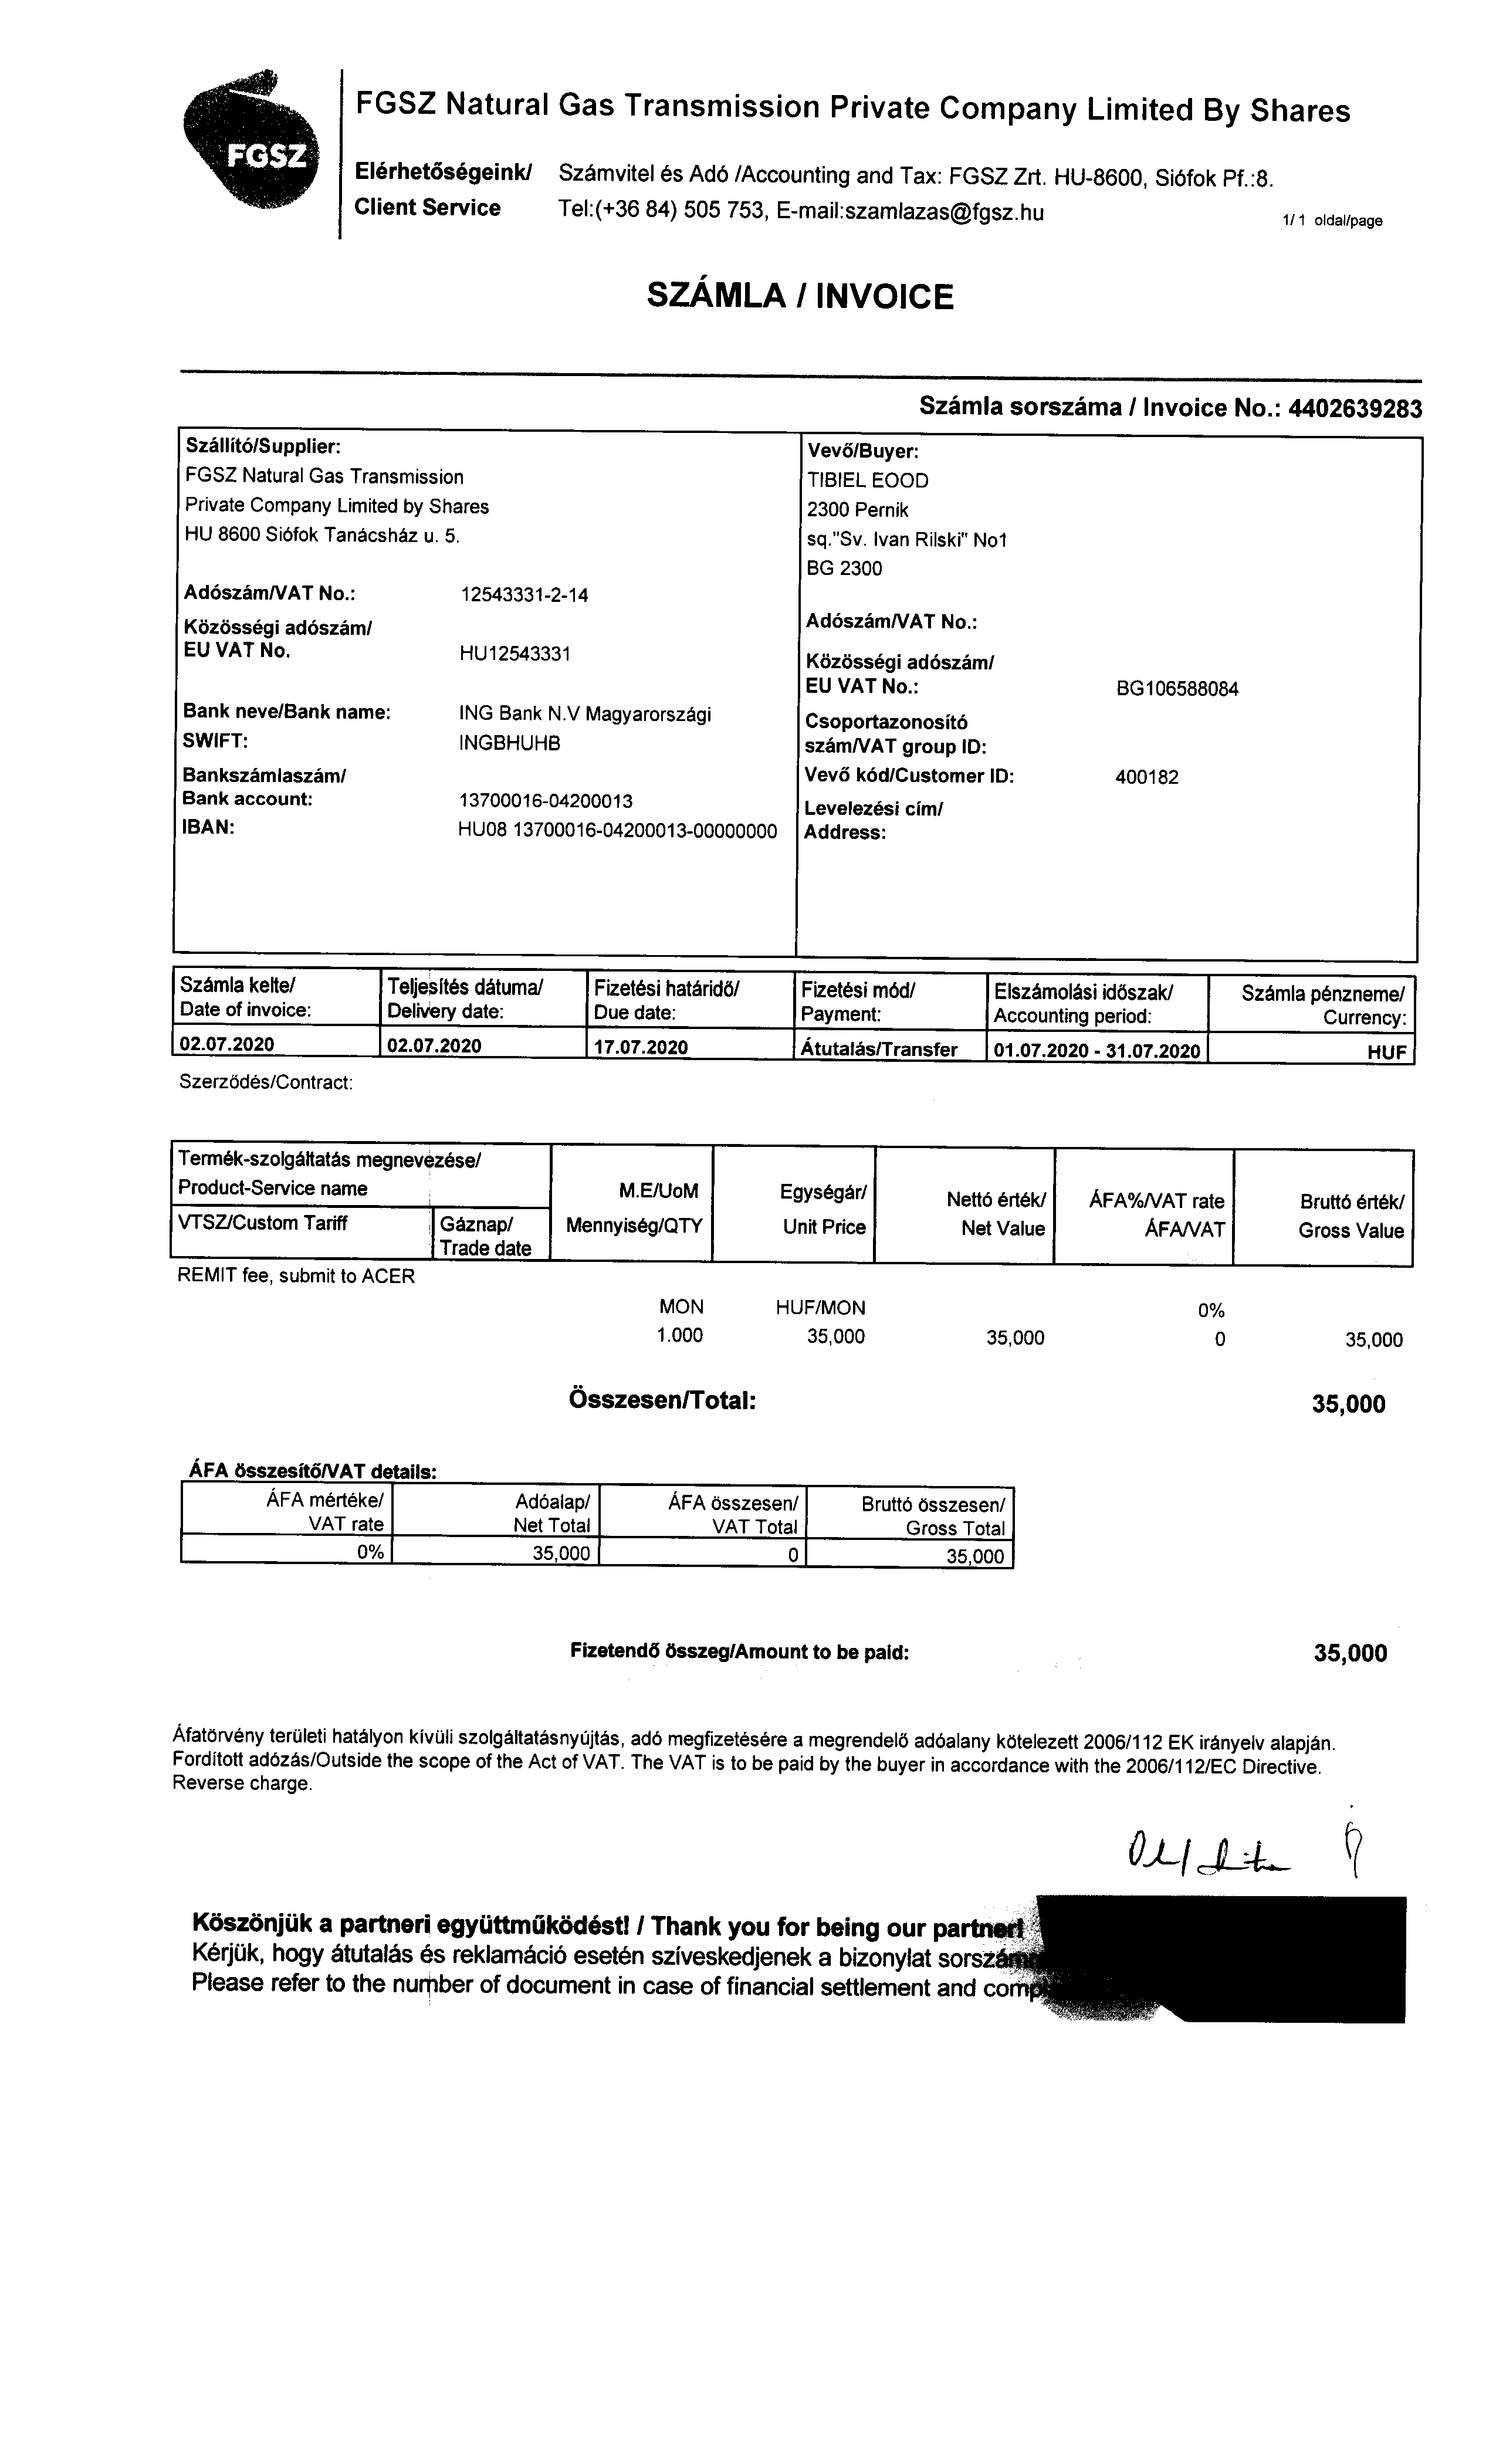 FGSZ
FGSZ Natural Gas Transmission Private Company Limited By Shares
Elérhetőségeink/ Számvitel és Adó /Accounting and Tax: FGSZ Zrt. HU-8600, Siófok Pf.:8.
Client Service Tel:(+36 84) 505 753, E-mail:szamlazas@fgsz.hu
1/ 1 oldal/page
SZÁMLA / INVOICE
Számla sorszáma / Invoice No.: 4402639283
Szállító/Supplier:
FGSZ Natural Gas Transmission
Private Company Limited by Shares
HU 8600 Siófok Tanácsház u. 5.
Adószám/VAT No.: 12543331-2-14
Közösségi adószám/
EU VAT No. HU12543331
Bank neve/Bank name: ING Bank N.V Magyarországi
SWIFT: INGBHUHB
Bankszámlaszám/
Bank account: 13700016-04200013
IBAN: HU08 13700016-04200013-00000000
Vevő/Buyer:
TIBIEL EOOD
2300 Pernik
sq."Sv. Ivan Rilski" No1
BG 2300
Adószám/VAT No.:
Közösségi adószám/
EU VAT No.: BG106588084
Csoportazonosító
szám/VAT group ID:
Vevő kód/Customer ID: 400182
Levelezési cím/
Address:
Számla kelte/ Teljesítés dátuma/ Fizetési határidő/ Fizetési mód/ Elszámolási időszak/ Számla pénzneme/
Date of invoice: Delivery date: Due date: Payment: Accounting period: Currency:
02.07.2020 02.07.2020 17.07.2020 Átutalás/Transfer 01.07.2020 - 31.07.2020 HUF
Szerződés/Contract:
Termék-szolgáltatás megnevezése/
Product-Service name M.E/UoM Egységár/ Nettó érték/ ÁFA%/VAT rate Bruttó érték/
VTSZ/Custom Tariff Gáznap/ Mennyiség/QTY Unit Price Net Value ÁFA/VAT Gross Value
Trade date
REMIT fee, submit to ACER
MON HUF/MON 0%
1.000 35,000 35,000 0 35,000
Összesen/Total: 35,000
ÁFA összesítő/VAT details:
ÁFA mértéke/ Adóalap/ ÁFA összesen/ Bruttó összesen/
VAT rate Net Total VAT Total Gross Total
0% 35,000 0 35,000
Fizetendő összeg/Amount to be paid: 35,000
Áfatörvény területi hatályon kívüli szolgáltatásnyújtás, adó megfizetésére a megrendelő adóalany kötelezett 2006/112 EK irányelv alapján.
Fordított adózás/Outside the scope of the Act of VAT. The VAT is to be paid by the buyer in accordance with the 2006/112/EC Directive.
Reverse charge.
Köszönjük a partneri együttműködést! / Thank you for being our partner!
Kérjük, hogy átutalás és reklamáció esetén szíveskedjenek a bizonylat
Please refer to the number of document in case of financial settlement and